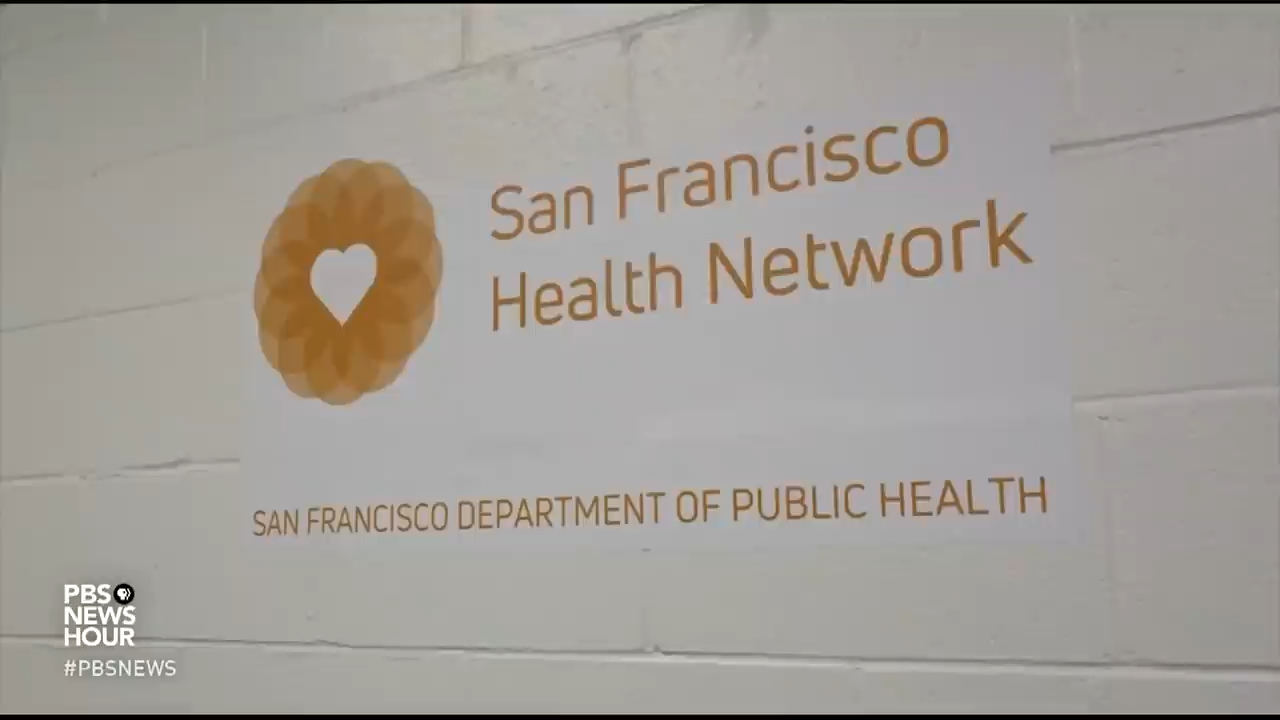 San Francisco
Health Network
SAN FRANCISCO DEPARTMENT OF PUBLIC HEALTH
PBS
NEWS
HOUR
#PBSNEWS